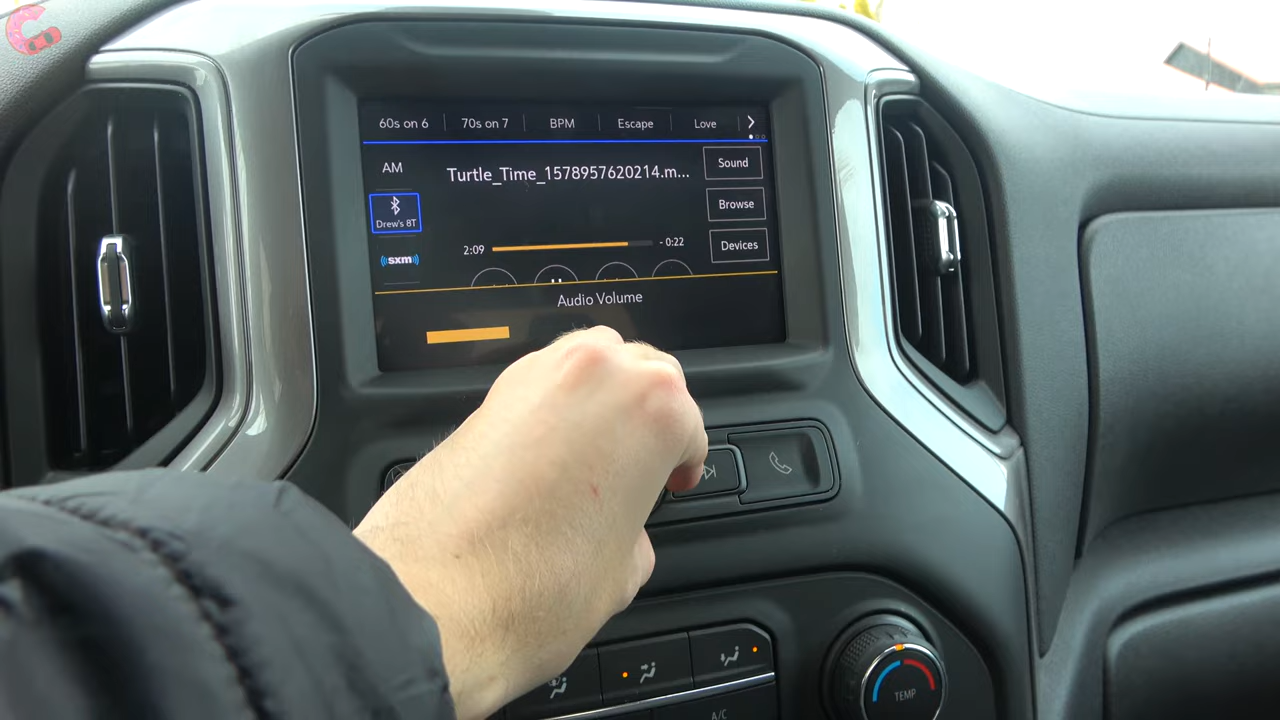 60s on 6 70s on 7 BPM Escape Love
AM
Turtle_Time_1578957620214.m...
Sound
Drew's 8T
Browse
2:09
- 0:22
Devices
sxm
Audio Volume
TEMP
A/C